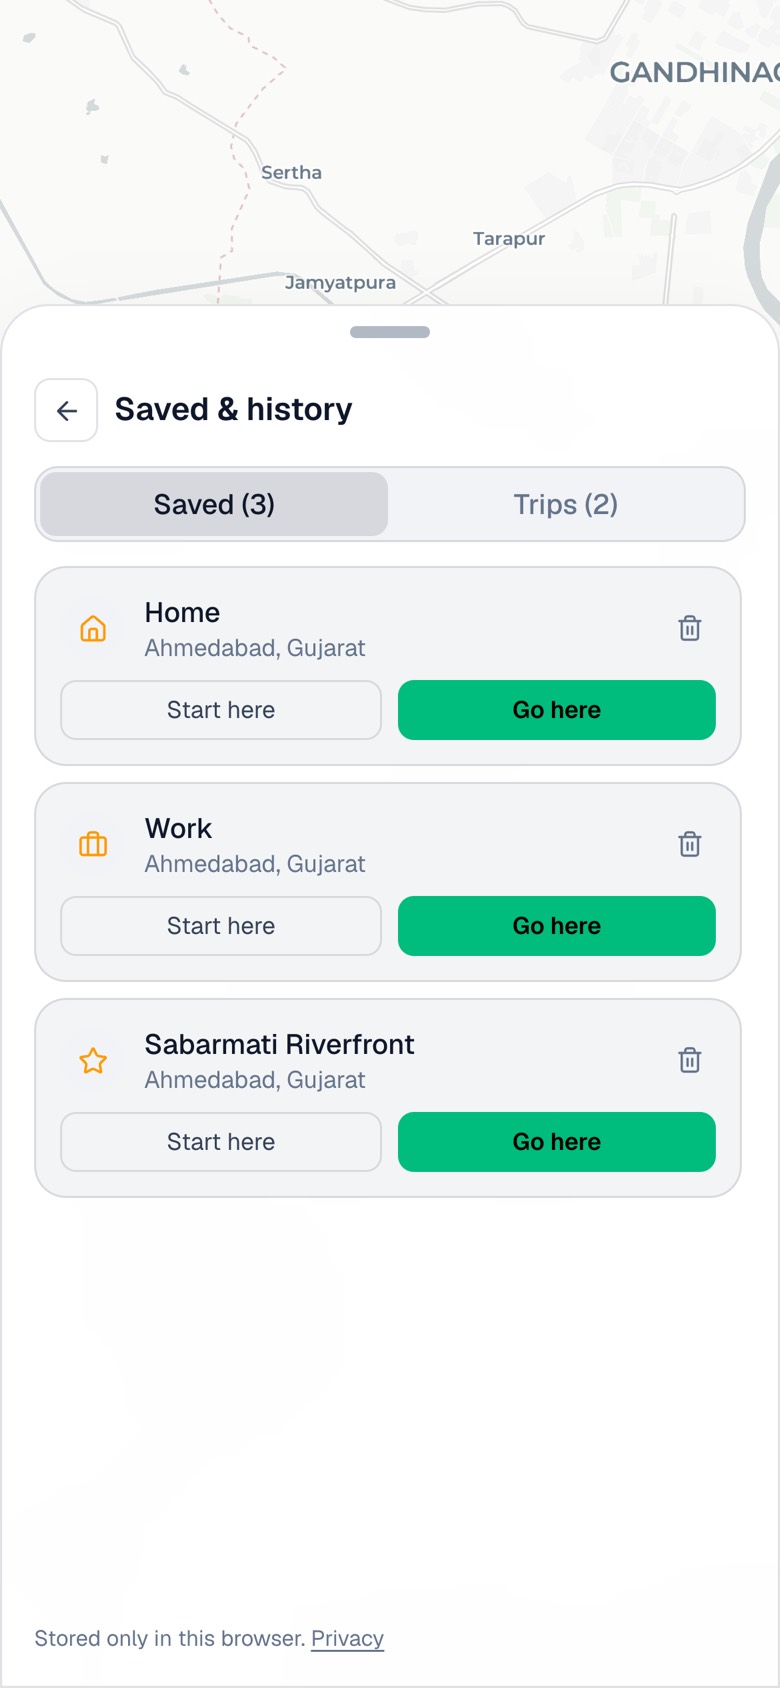 GANDHINAG
Sertha
Tarapur
Jamyatpura
Saved & history
Saved (3)
Trips (2)
Home
Ahmedabad, Gujarat
Start here
Go here
Work
Ahmedabad, Gujarat
Start here
Go here
Sabarmati Riverfront
Ahmedabad, Gujarat
Start here
Go here
Stored only in this browser. Privacy